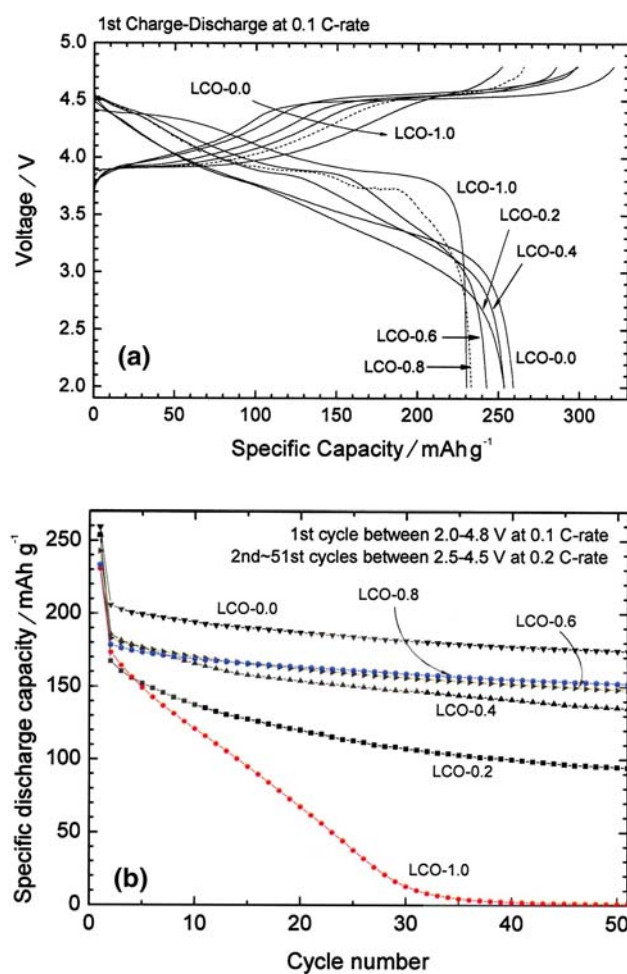 1st Charge-Discharge at 0.1 C-rate
5.0
4.5
4.0
3.5
3.0
2.5
2.0
Voltage / V
LCO-0.0
LCO-1.0
LCO-1.0
LCO-0.2
LCO-0.4
LCO-0.6
LCO-0.8
LCO-0.0
(a)
0 50 100 150 200 250 300
Specific Capacity / mAh g-1
250
200
150
100
50
0
Specific discharge capacity / mAh g-1
1st cycle between 2.0-4.8 V at 0.1 C-rate
2nd~51st cycles between 2.5-4.5 V at 0.2 C-rate
LCO-0.0
LCO-0.8
LCO-0.6
LCO-0.4
LCO-0.2
LCO-1.0
(b)
0 10 20 30 40 50
Cycle number